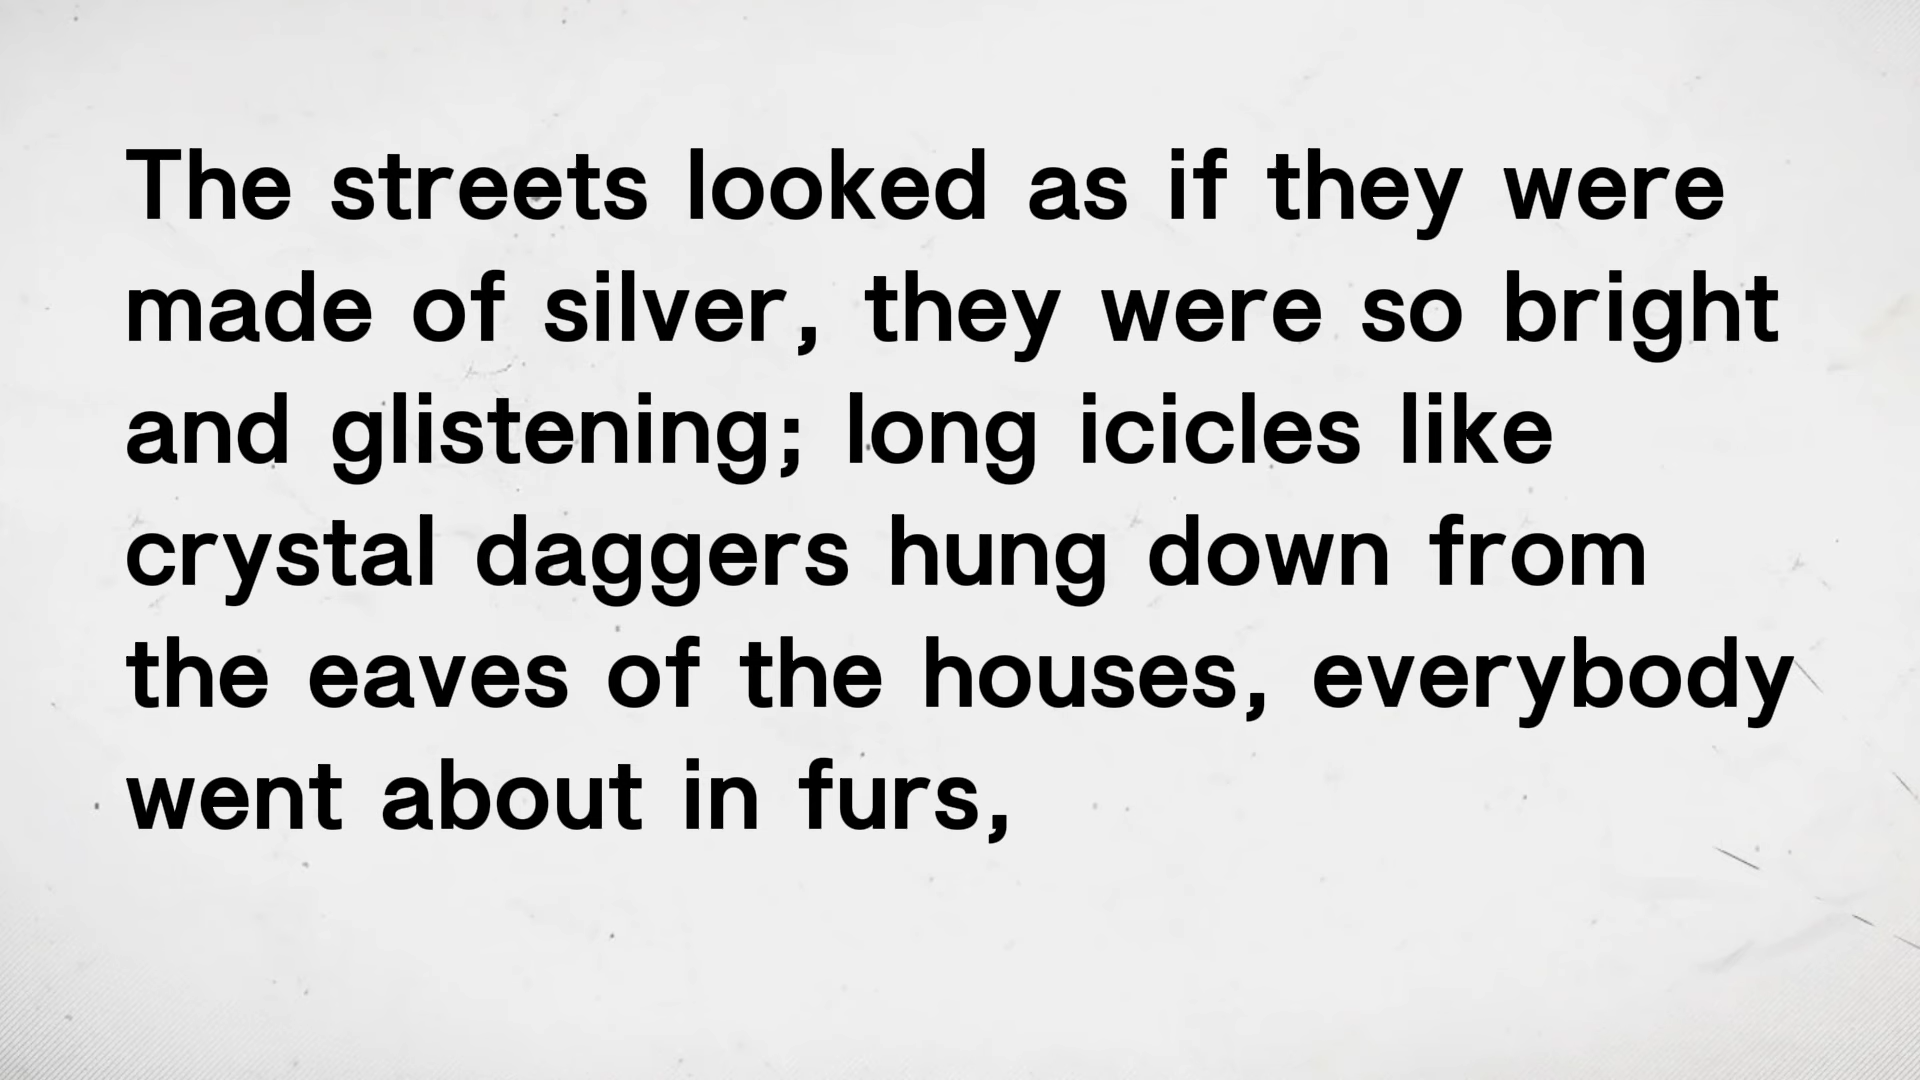 The streets looked as if they were
made of silver, they were so bright
and glistening; long icicles like
crystal daggers hung down from
the eaves of the houses, everybody
went about in furs,